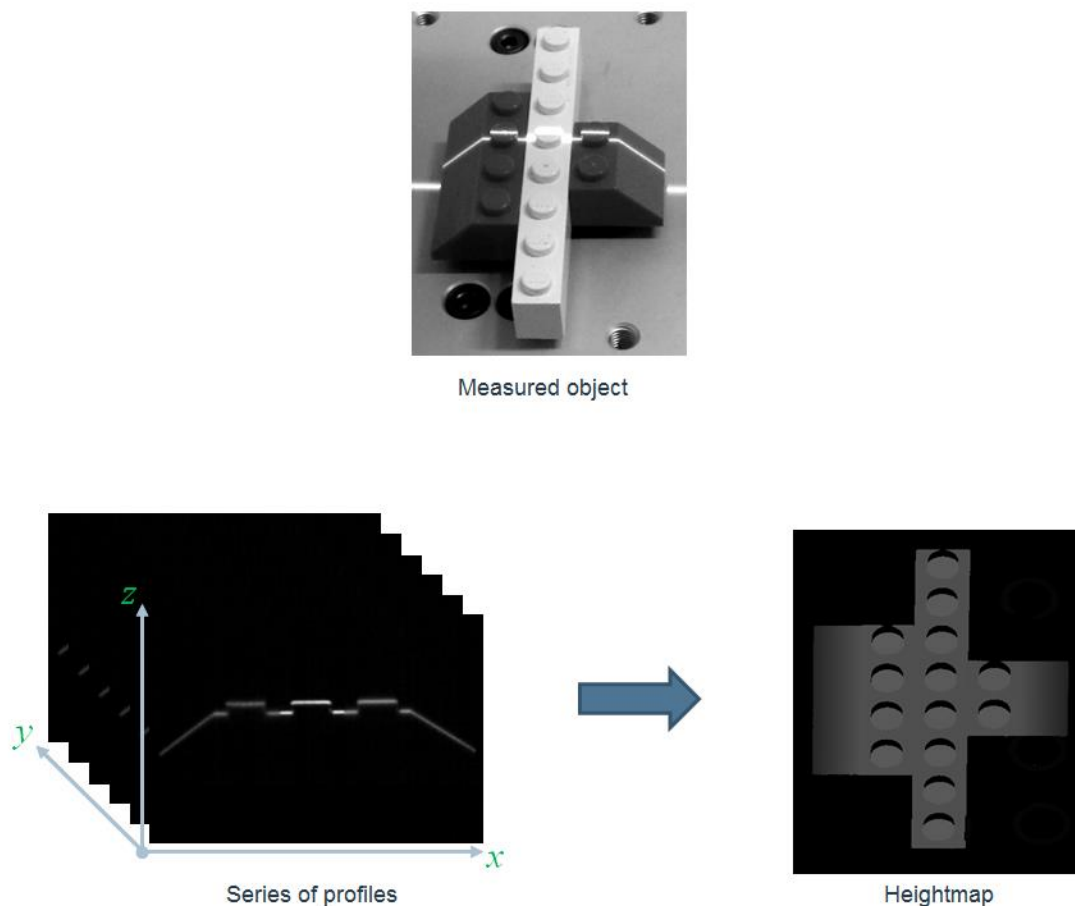 Measured object
z
y
x
Series of profiles
Heightmap